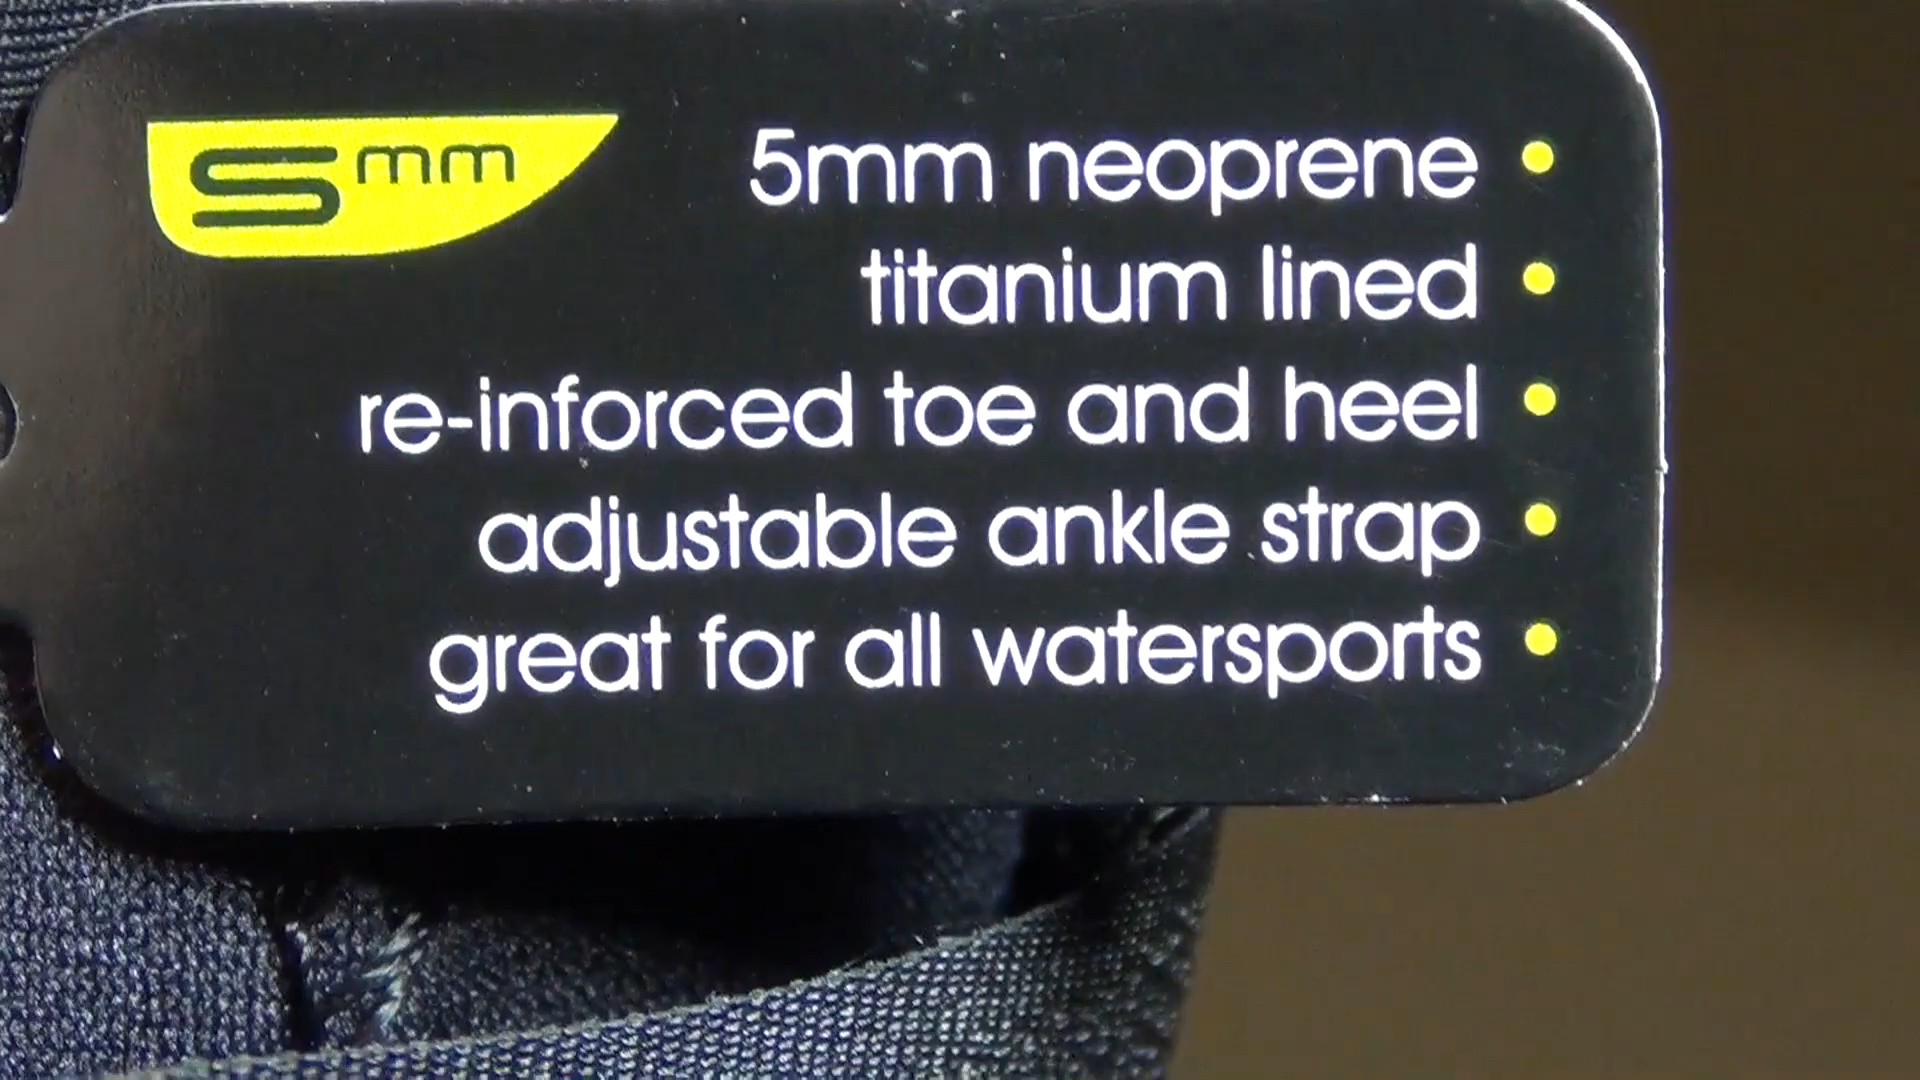 5mm
5mm neoprene
titanium lined
re-inforced toe and heel
adjustable ankle strap
great for all watersports